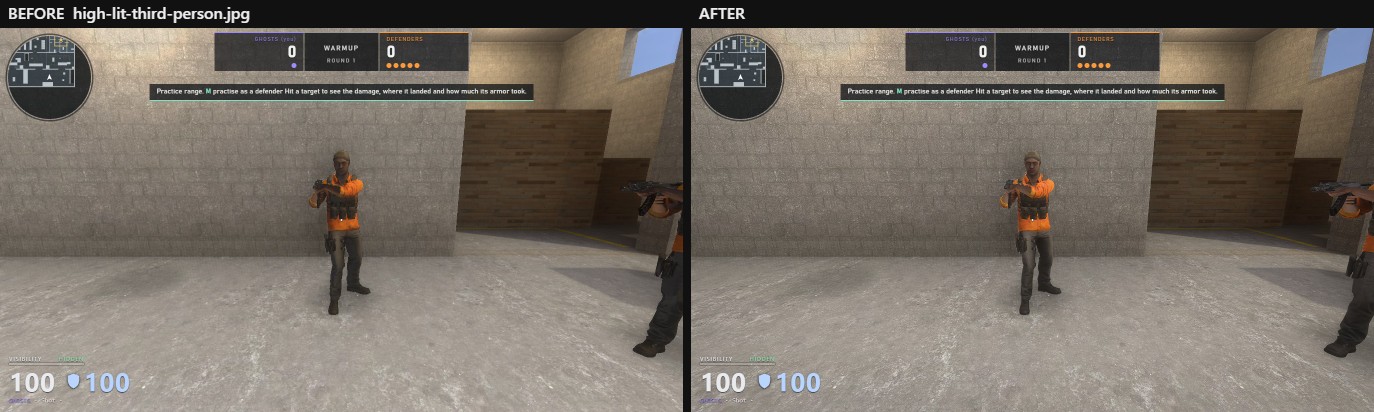 BEFORE high-lit-third-person.jpg
GHOSTS (you)
0
WARMUP
ROUND 1
DEFENDERS
0
Practice range. M practise as a defender Hit a target to see the damage, where it landed and how much its armor took.
VISIBILITY HIDDEN
100 100
AFTER
GHOSTS (you)
0
WARMUP
ROUND 1
DEFENDERS
0
Practice range. M practise as a defender Hit a target to see the damage, where it landed and how much its armor took.
VISIBILITY HIDDEN
100 100